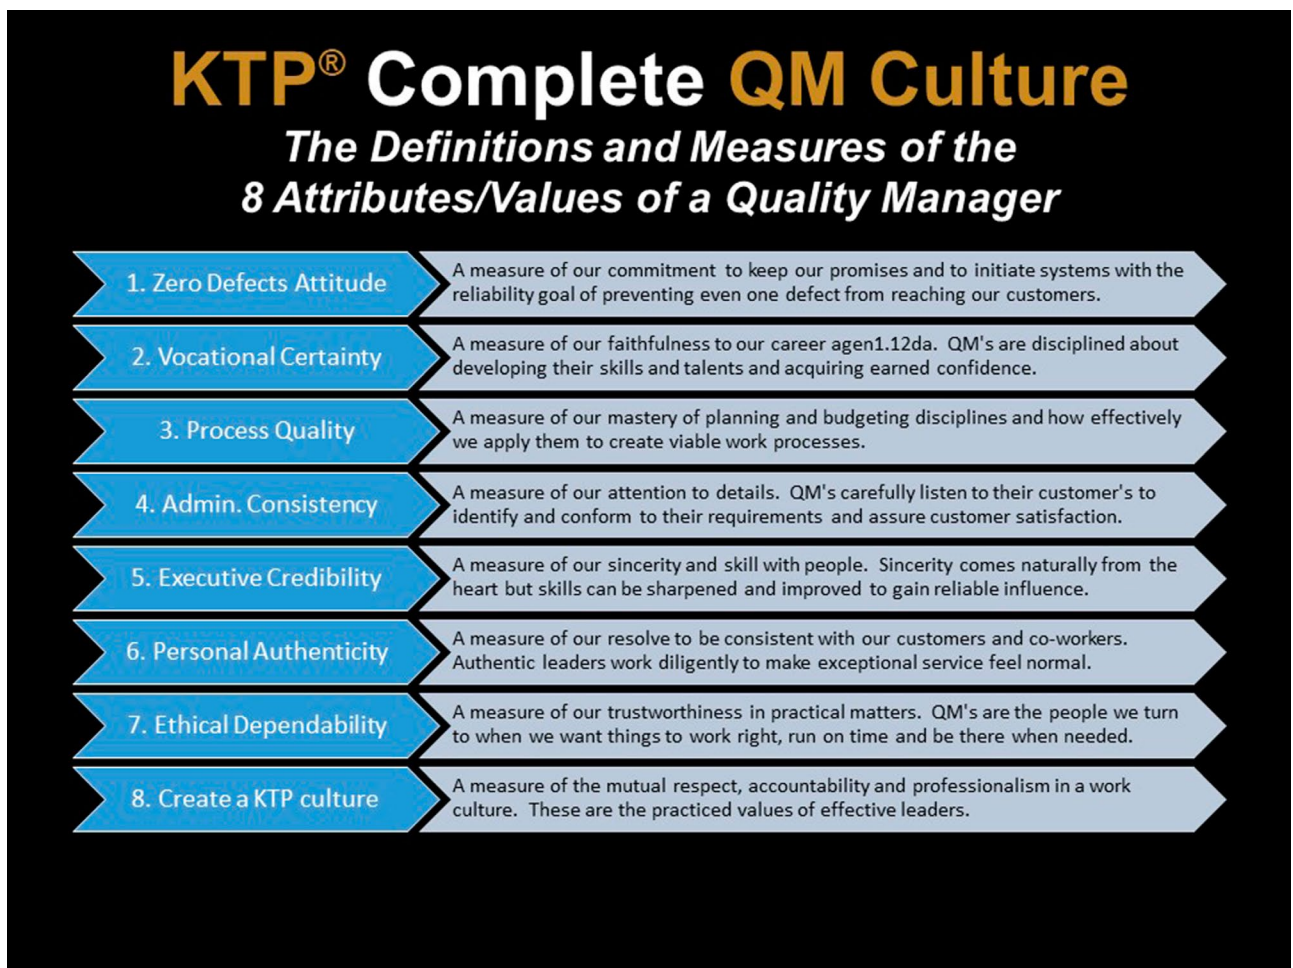 KTP® Complete QM Culture
The Definitions and Measures of the
8 Attributes/Values of a Quality Manager
1. Zero Defects Attitude
A measure of our commitment to keep our promises and to initiate systems with the
reliability goal of preventing even one defect from reaching our customers.
2. Vocational Certainty
A measure of our faithfulness to our career agen1.12da. QM's are disciplined about
developing their skills and talents and acquiring earned confidence.
3. Process Quality
A measure of our mastery of planning and budgeting disciplines and how effectively
we apply them to create viable work processes.
4. Admin. Consistency
A measure of our attention to details. QM's carefully listen to their customer's to
identify and conform to their requirements and assure customer satisfaction.
5. Executive Credibility
A measure of our sincerity and skill with people. Sincerity comes naturally from the
heart but skills can be sharpened and improved to gain reliable influence.
6. Personal Authenticity
A measure of our resolve to be consistent with our customers and co-workers.
Authentic leaders work diligently to make exceptional service feel normal.
7. Ethical Dependability
A measure of our trustworthiness in practical matters. QM's are the people we turn
to when we want things to work right, run on time and be there when needed.
8. Create a KTP culture
A measure of the mutual respect, accountability and professionalism in a work
culture. These are the practiced values of effective leaders.